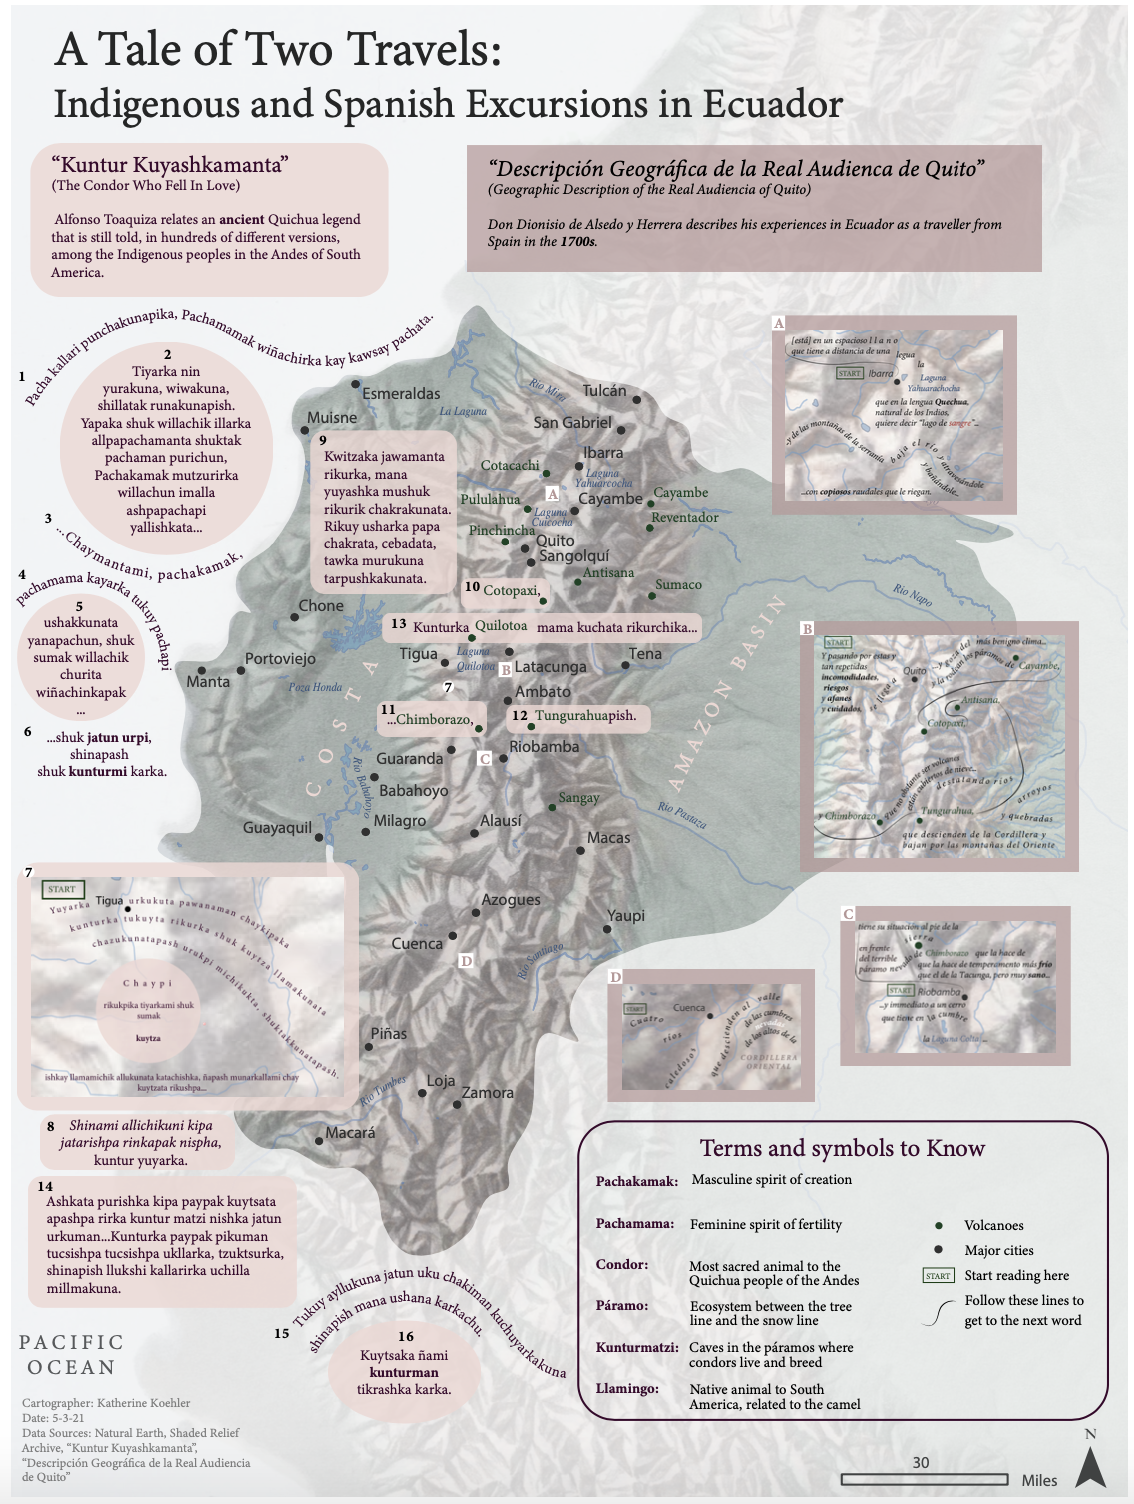 A Tale of Two Travels:
Indigenous and Spanish Excursions in Ecuador
“Kuntur Kuyashkamanta”
(The Condor Who Fell In Love)
Alfonso Toaquiza relates an ancient Quichua legend
that is still told, in hundreds of different versions,
among the Indigenous peoples in the Andes of South
America.
“Descripción Geográfica de la Real Audienca de Quito”
(Geographic Description of the Real Audiencia of Quito)
Don Dionisio de Alsedo y Herrera describes his experiences in Ecuador as a traveller from
Spain in the 1700s.
1
Pacha kallari punchakunapika, Pachamamak wiñachirka kay kawsay pachata.
2
Tiyarka nin
yurakuna, wiwakuna,
shillatak runakunapish.
Yapaka shuk willachik illarka
allpapachamanta shuktak
pachaman purichun,
Pachakamak mutzurirka
willachun imalla
ashpapachapi
yallishkata...
3
...Chaymantami, pachakamak,
4
pachamama kayarka tukuy pachapi
5
ushakkunata
yanapachun, shuk
sumak willachik
churita
wiñachinkapak
...
6
...shuk jatun urpi,
shinapash
shuk kunturmi karka.
9
Kwitzaka jawamanta
rikurka, mana
yuyashka mushuk
rikurik chakrakunata.
Rikuy usharka papa
chakrata, cebadata,
tawka murukuna
tarpushkakunata.
10 Cotopaxi,
13 Kunturka Quilotoa mama kuchata rikurchika...
7
11
...Chimborazo,
12 Tungurahuapish.
Esmeraldas
Muisne
La Laguna
Rio Mira
Tulcán
San Gabriel
Ibarra
Laguna
Yahuarcocha
Cotacachi
A
Cayambe
Cayambe
Pululahua
Laguna
Cuicocha
Reventador
Pinchincha
Quito
Sangolquí
Antisana
Sumaco
Rio Napo
Chone
Tigua
Laguna
Quilotoa
B
Latacunga
Tena
Portoviejo
Manta
Poza Honda
Ambato
COSTA
AMAZON BASIN
Guaranda
C
Riobamba
Rio Babahoyo
Babahoyo
Sangay
Rio Pastaza
Guayaquil
Milagro
Alausí
Macas
Azogues
Yaupi
Cuenca
D
Rio Santiago
Piñas
Loja
Zamora
Rio Tumbes
Macará
A
[está] en un espacioso llano
que tiene a distancia de una
legua
la
START
Ibarra
Laguna
Yahuarachocha
que en la lengua Quechua,
natural de los Indios,
quiere decir "lago de sangre"...
..y de las montañas de la serranía
baja el río y atravesándole
y bañándole..
...con copiosos raudales que le riegan.
B
START
Y pasando por estas y
tan repetidas
incomodidades,
riesgos
y afanes
y cuidados.
se llega a
Quito
y goza del
más benigno clima...
y la rodean los páramos de
Cayambe,
Antisana,
Cotopaxi,
y Chimborazo
que no obstante ser volcanes
están cubiertos de nieve...
Tungurahua,
destilando rios
arroyos
y quebradas
que descienden de la Cordillera y
bajan por las montañas del Oriente
C
tiene su situación al pie de la
sierra
en frente
del terrible
páramo nevado de
Chimborazo
que la hace de
que la hace de temperamento más frío
que el de la Tacunga, pero muy sano...
START
Riobamba
...y immediato a un cerro
que tiene en la cumbre
la Laguna Colta ...
D
START
Cuenca
Cuatro
rios
caledosos
que descienden al valle
de las cumbres
de los altos de la
CORDILLERA
ORIENTAL
7
START
Tigua
Yuyarka urkukuta pawanaman chaykipaka
kunturka tukuyta rikurka shuk kuytza llamakunata
chazukunatapash urukpi michikukta, shuktakkunatapash.
Chaypi
rikukpika tiyarkami shuk
sumak
kuytza
ishkay llamamichik allukunata katachishka, ñapash munarkallami chay
kuytzata rikushpa...
8 Shinami allichikuni kipa
jatarishpa rinkapak nispha,
kuntur yuyarka.
14
Ashkata purishka kipa paypak kuytsata
apashpa rirka kuntur matzi nishka jatun
urkuman...Kunturka paypak pikuman
tucsishpa tucsishpa ukllarka, tzuktsurka,
shinapish llukshi kallarirka uchilla
millmakuna.
15
Tukuy ayllukuna jatun uku chakiman kuchuyarkakuna
shinapish mana ushana karkachu.
16
Kuytsaka ñami
kunturman
tikrashka karka.
Terms and symbols to Know
Pachakamak: Masculine spirit of creation
Pachamama: Feminine spirit of fertility
Condor: Most sacred animal to the
Quichua people of the Andes
Páramo: Ecosystem between the tree
line and the snow line
Kunturmatzi: Caves in the páramos where
condors live and breed
Llamingo: Native animal to South
America, related to the camel
Volcanoes
Major cities
START Start reading here
Follow these lines to
get to the next word
PACIFIC
OCEAN
Cartographer: Katherine Koehler
Date: 5-3-21
Data Sources: Natural Earth, Shaded Relief
Archive, “Kuntur Kuyashkamanta”,
“Descripción Geográfica de la Real Audiencia
de Quito”
N
30
Miles